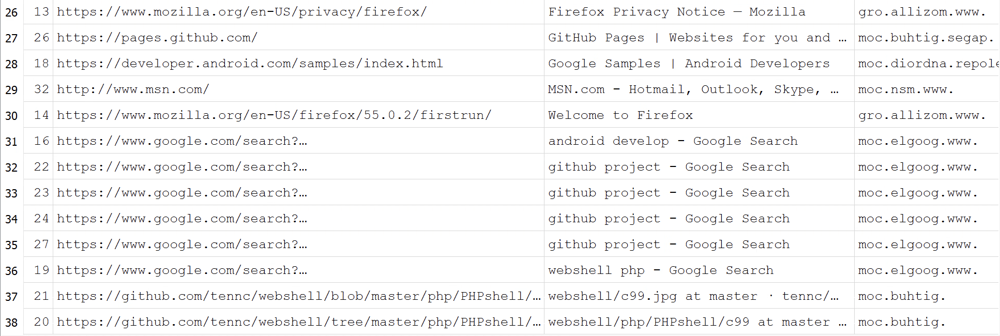 26 13 https://www.mozilla.org/en-US/privacy/firefox/ Firefox Privacy Notice — Mozilla gro.allizom.www.
27 26 https://pages.github.com/ GitHub Pages | Websites for you and … moc.buhtig.segap.
28 18 https://developer.android.com/samples/index.html Google Samples | Android Developers moc.diordna.repole
29 32 http://www.msn.com/ MSN.com - Hotmail, Outlook, Skype, … moc.nsm.www.
30 14 https://www.mozilla.org/en-US/firefox/55.0.2/firstrun/ Welcome to Firefox gro.allizom.www.
31 16 https://www.google.com/search?… android develop - Google Search moc.elgoog.www.
32 22 https://www.google.com/search?… github project - Google Search moc.elgoog.www.
33 23 https://www.google.com/search?… github project - Google Search moc.elgoog.www.
34 24 https://www.google.com/search?… github project - Google Search moc.elgoog.www.
35 27 https://www.google.com/search?… github project - Google Search moc.elgoog.www.
36 19 https://www.google.com/search?… webshell php - Google Search moc.elgoog.www.
37 21 https://github.com/tennc/webshell/blob/master/php/PHPshell/… webshell/c99.jpg at master · tennc/… moc.buhtig.
38 20 https://github.com/tennc/webshell/tree/master/php/PHPshell/… webshell/php/PHPshell/c99 at master … moc.buhtig.